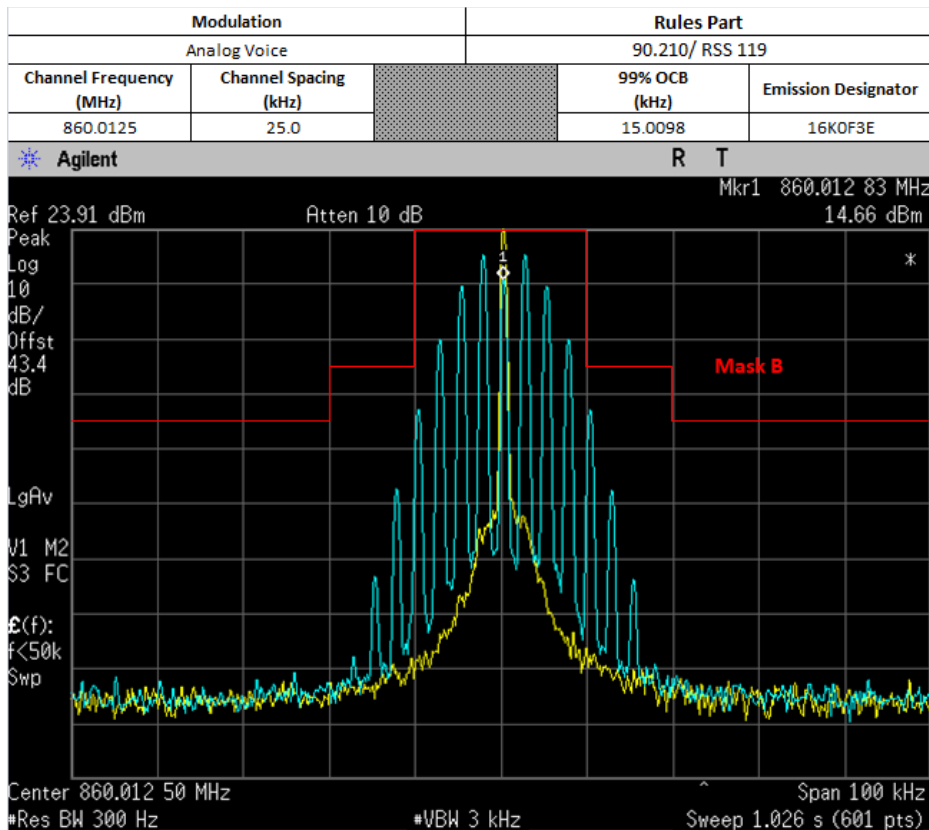 Modulation Rules Part
Analog Voice 90.210/ RSS 119
Channel Frequency (MHz) Channel Spacing (kHz) 99% OCB (kHz) Emission Designator
860.0125 25.0 15.0098 16K0F3E
Agilent R T
Mkr1 860.012 83 MHz
Ref 23.91 dBm Atten 10 dB 14.66 dBm
Peak
Log
10
dB/
Offst
43.4
dB
1
*
Mask B
LgAv
V1 M2
S3 FC
£(f):
f<50k
Swp
Center 860.012 50 MHz ^ Span 100 kHz
#Res BW 300 Hz #VBW 3 kHz Sweep 1.026 s (601 pts)